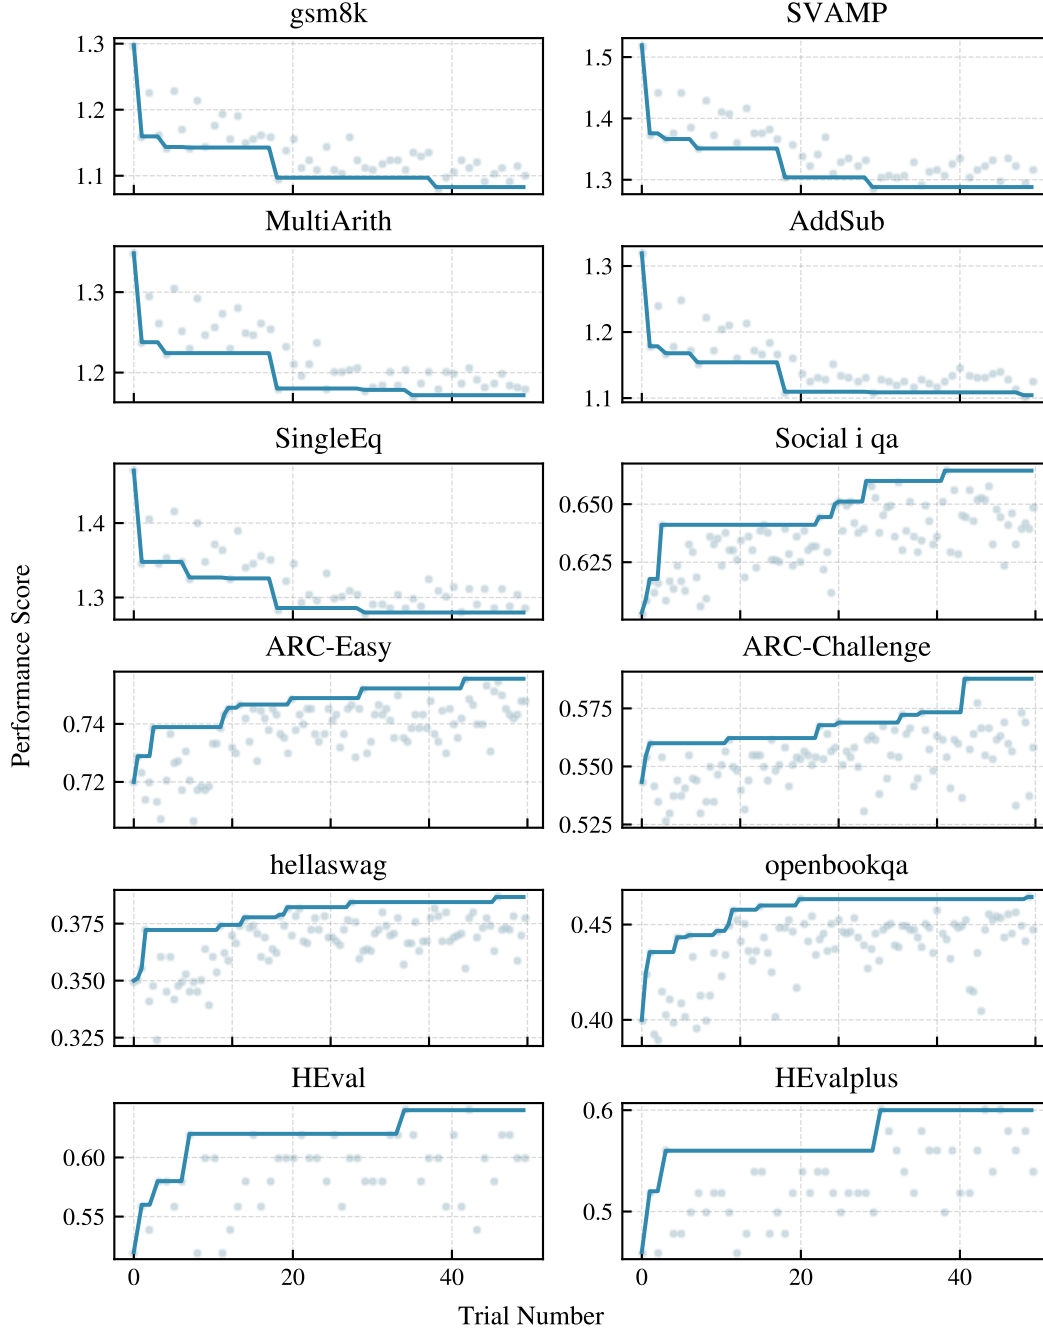 gsm8k
1.3
1.2
1.1
SVAMP
1.5
1.4
1.3
MultiArith
1.3
1.2
AddSub
1.3
1.2
1.1
SingleEq
1.4
1.3
Social i qa
0.650
0.625
ARC-Easy
0.74
0.72
ARC-Challenge
0.575
0.550
0.525
hellaswag
0.375
0.350
0.325
openbookqa
0.45
0.40
HEval
0.60
0.55
0 20 40
HEvalplus
0.6
0.5
0 20 40
Performance Score
Trial Number